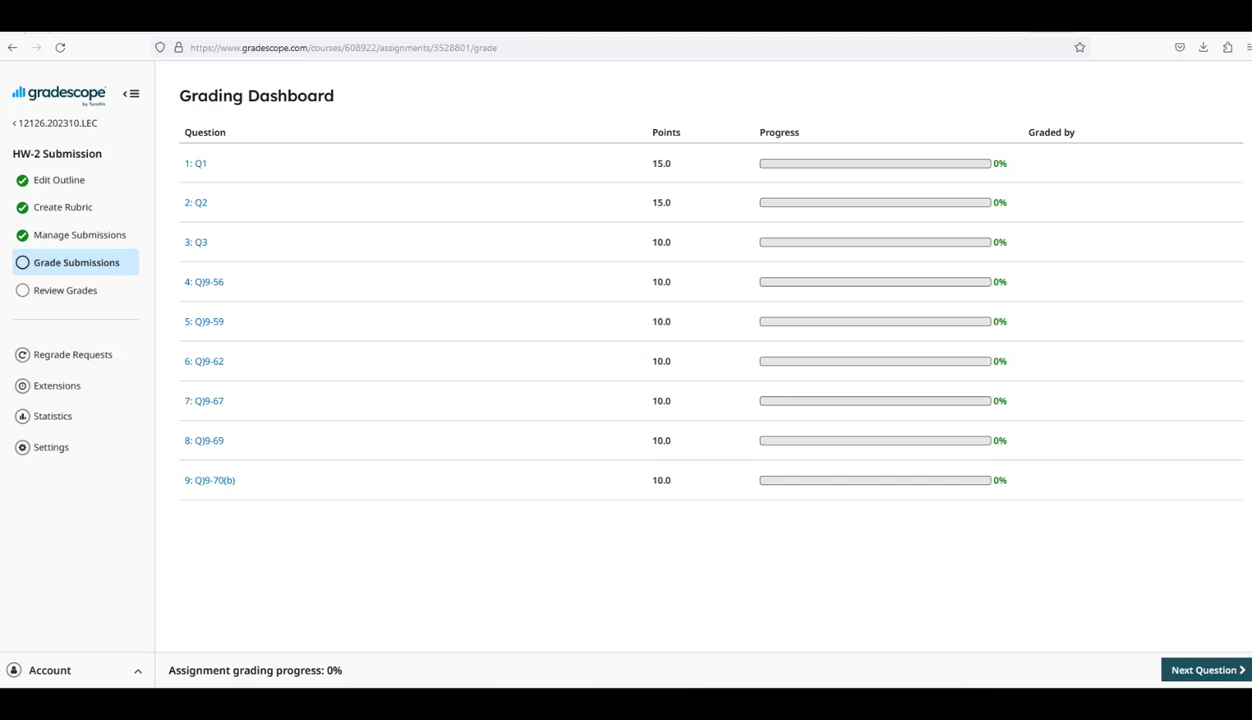 https://www.gradescope.com/courses/608922/assignments/3528801/grade
gradescope
by Turnitin
12126.202310.LEC
HW-2 Submission
Edit Outline
Create Rubric
Manage Submissions
Grade Submissions
Review Grades
Regrade Requests
Extensions
Statistics
Settings
Account
Grading Dashboard
Question Points Progress Graded by
1: Q1 15.0 0%
2: Q2 15.0 0%
3: Q3 10.0 0%
4: Q)9-56 10.0 0%
5: Q)9-59 10.0 0%
6: Q)9-62 10.0 0%
7: Q)9-67 10.0 0%
8: Q)9-69 10.0 0%
9: Q)9-70(b) 10.0 0%
Assignment grading progress: 0%
Next Question